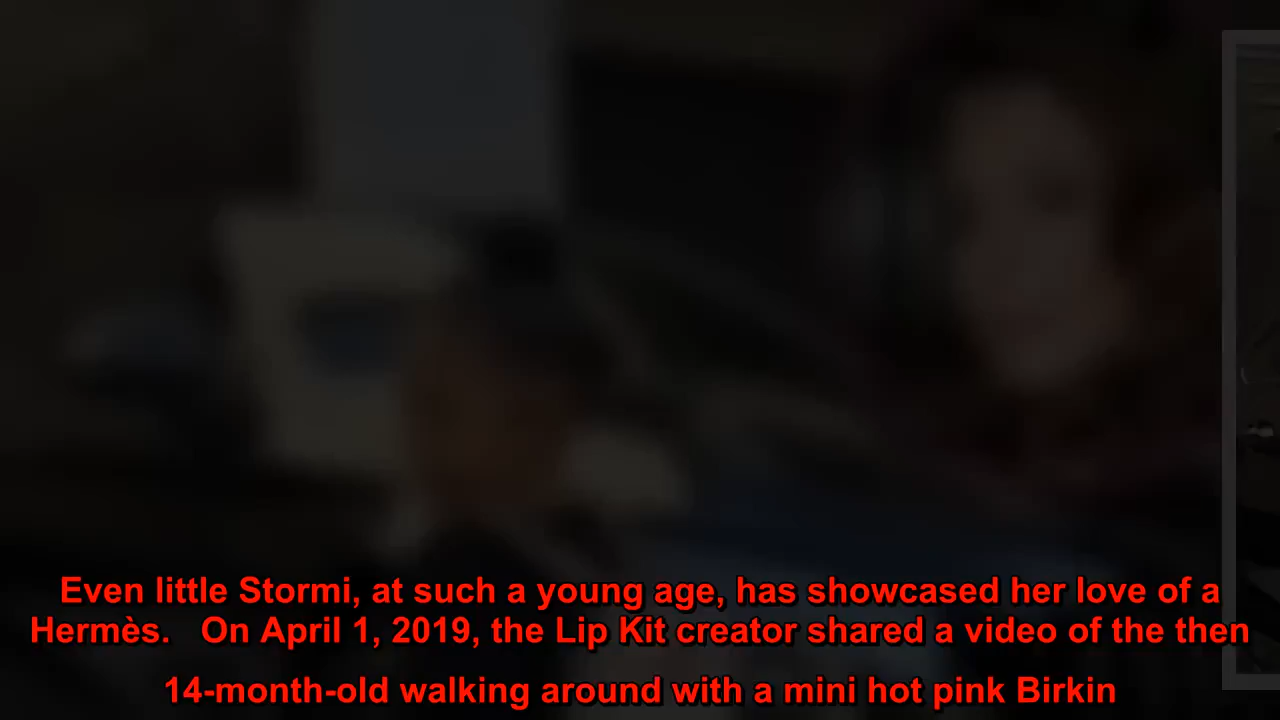 Even little Stormi, at such a young age, has showcased her love of a
Hermès.   On April 1, 2019, the Lip Kit creator shared a video of the then
14-month-old walking around with a mini hot pink Birkin